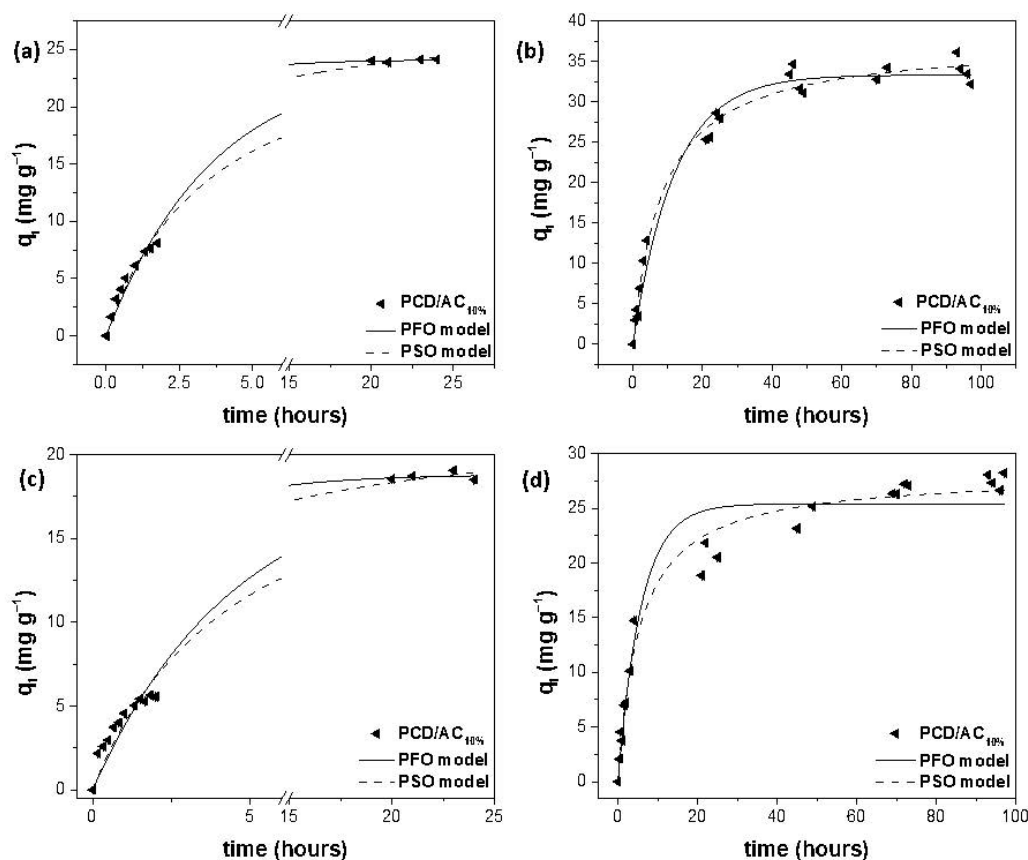 (a)
25
20
15
10
5
0
q_t (mg g⁻¹)
◄ PCD/AC₁₀%
— PFO model
- - - PSO model
0.0 2.5 5.0 15 20 25
time (hours)
(b)
40
35
30
25
20
15
10
5
0
q_t (mg g⁻¹)
◄ PCD/AC₁₀%
— PFO model
- - - PSO model
0 20 40 60 80 100
time (hours)
(c)
20
15
10
5
0
q_t (mg g⁻¹)
◄ PCD/AC₁₀%
— PFO model
- - - PSO model
0 5 15 20 25
time (hours)
(d)
30
25
20
15
10
5
0
q_t (mg g⁻¹)
◄ PCD/AC₁₀%
— PFO model
- - - PSO model
0 20 40 60 80 100
time (hours)